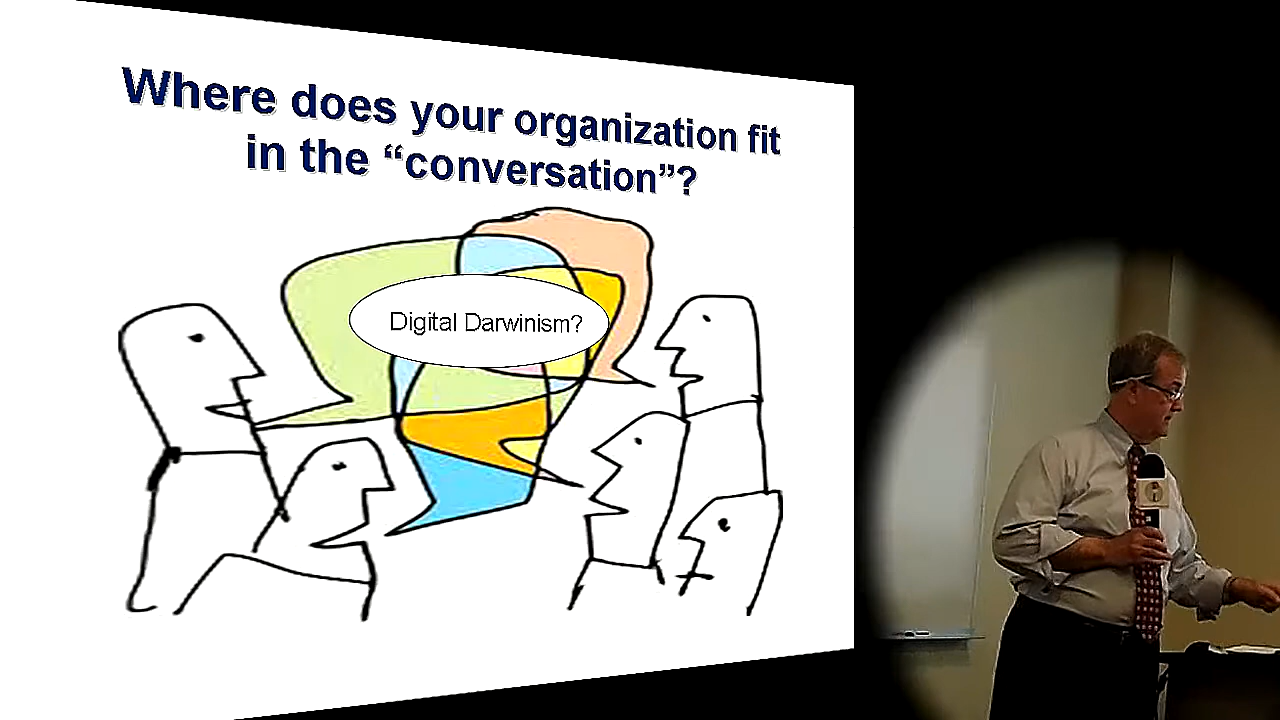 Where does your organization fit
in the “conversation”?
Digital Darwinism?